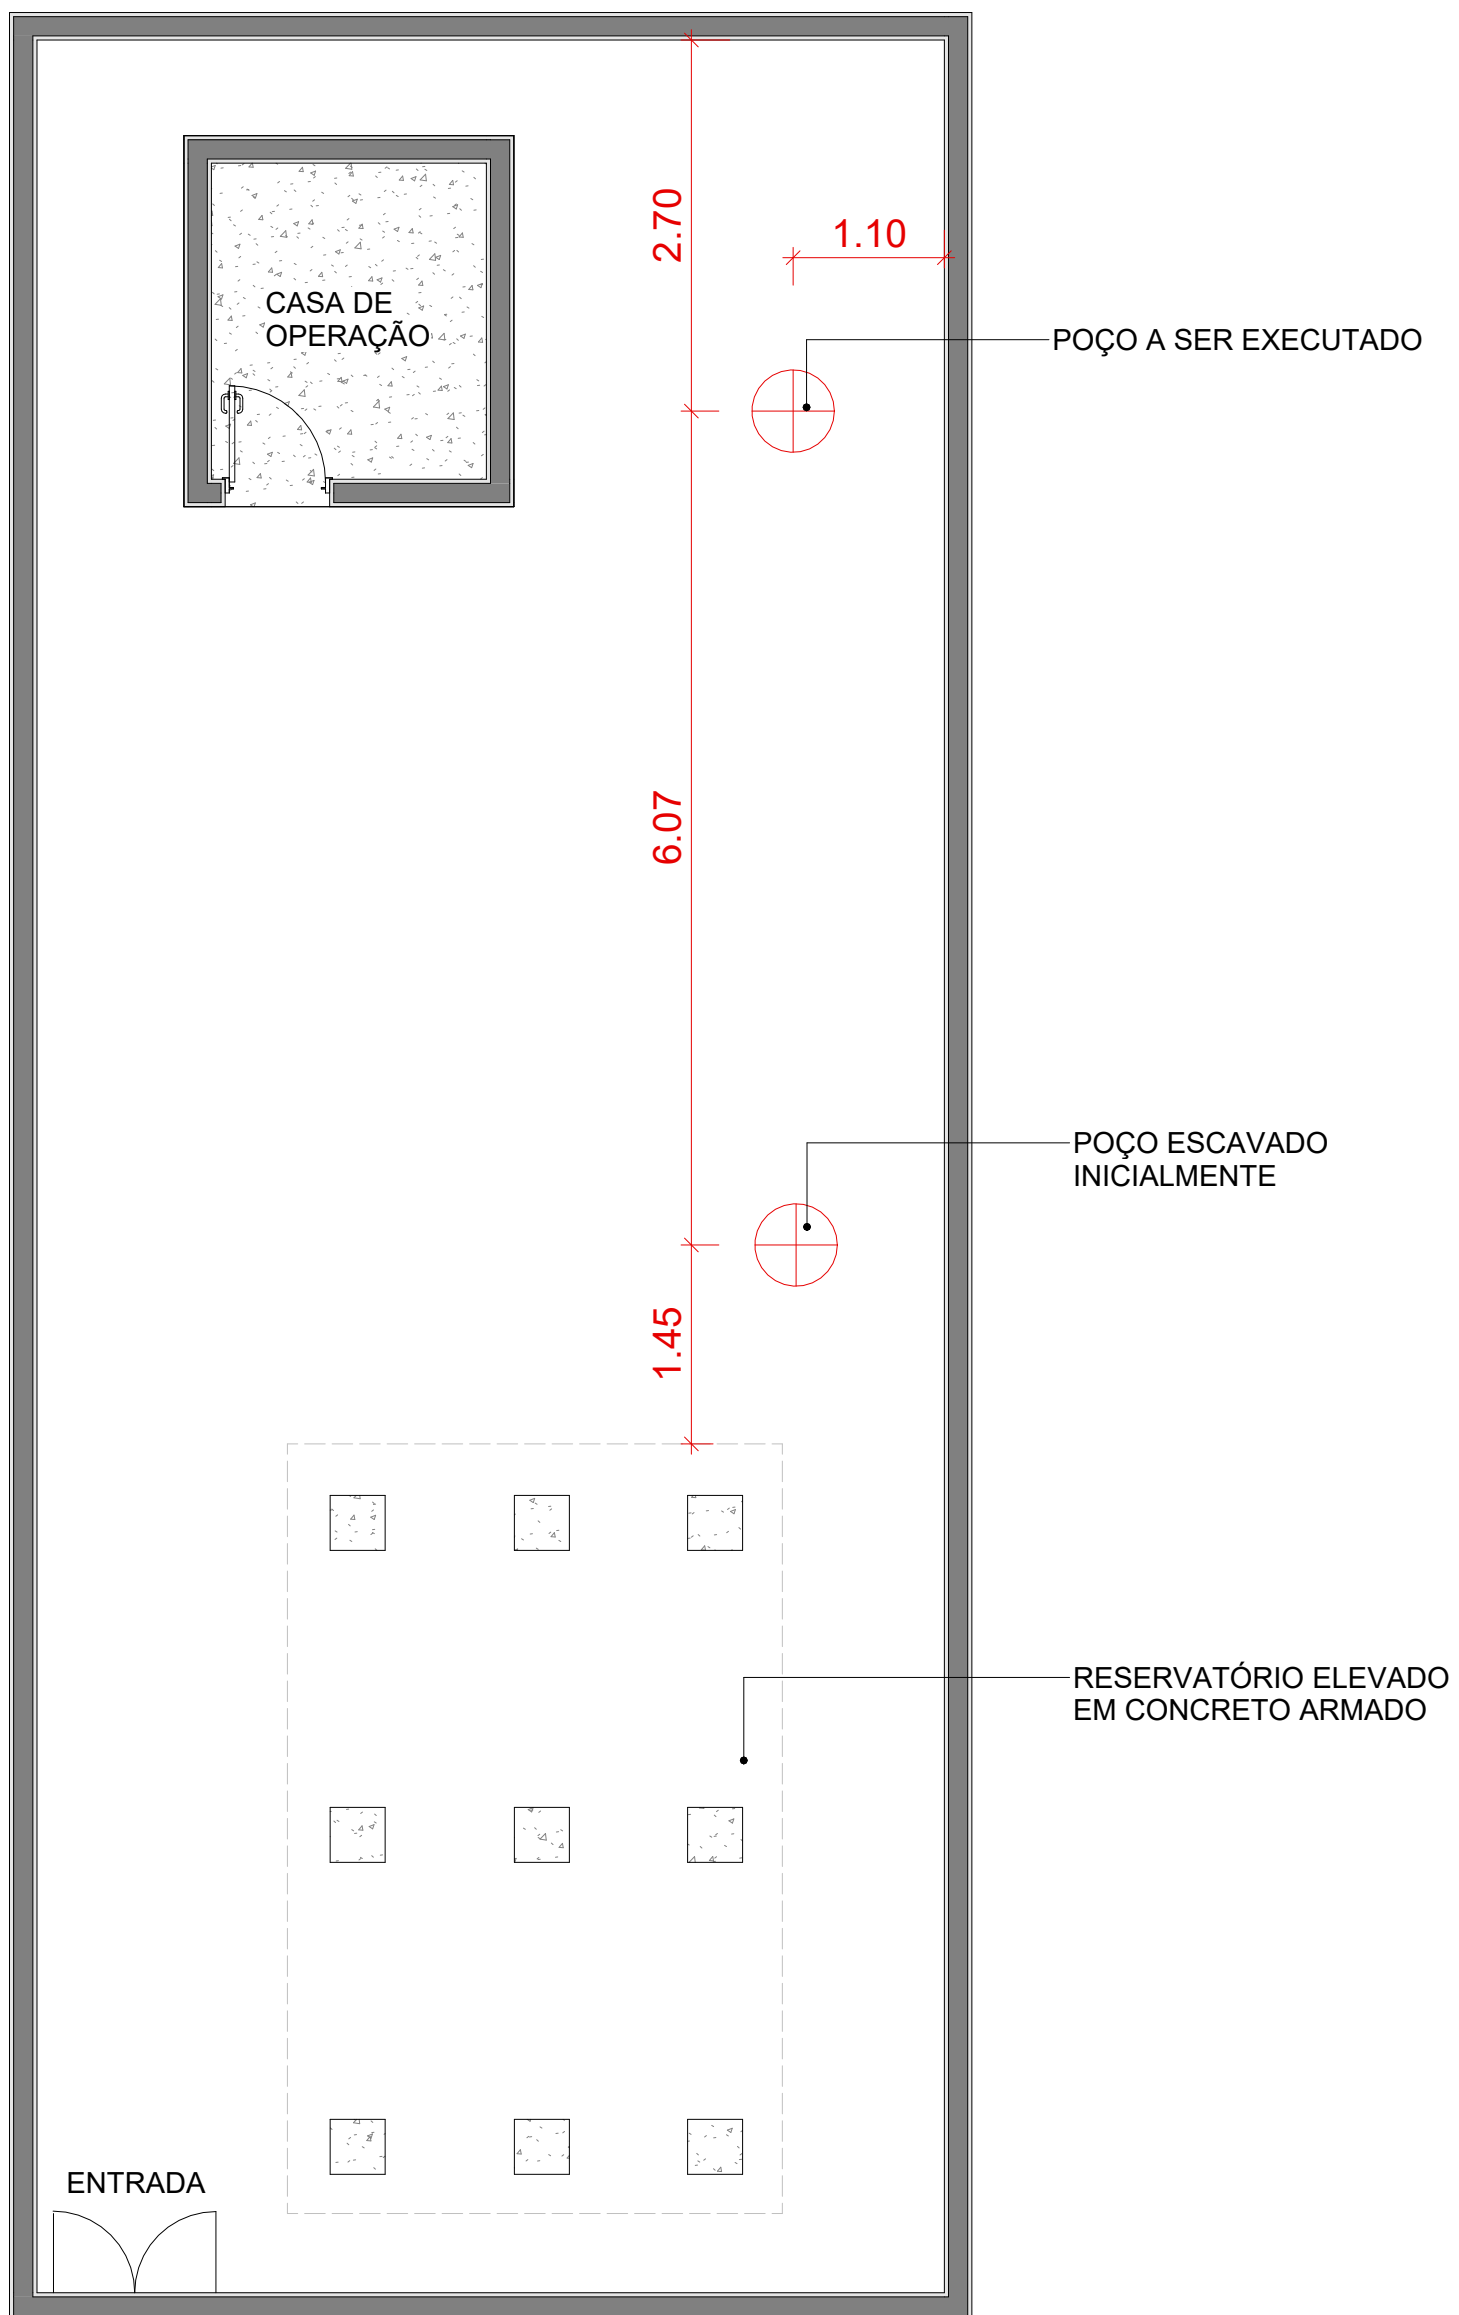 2.70
1.10
CASA DE
OPERAÇÃO
POÇO A SER EXECUTADO
6.07
POÇO ESCAVADO
INICIALMENTE
1.45
RESERVATÓRIO ELEVADO
EM CONCRETO ARMADO
ENTRADA